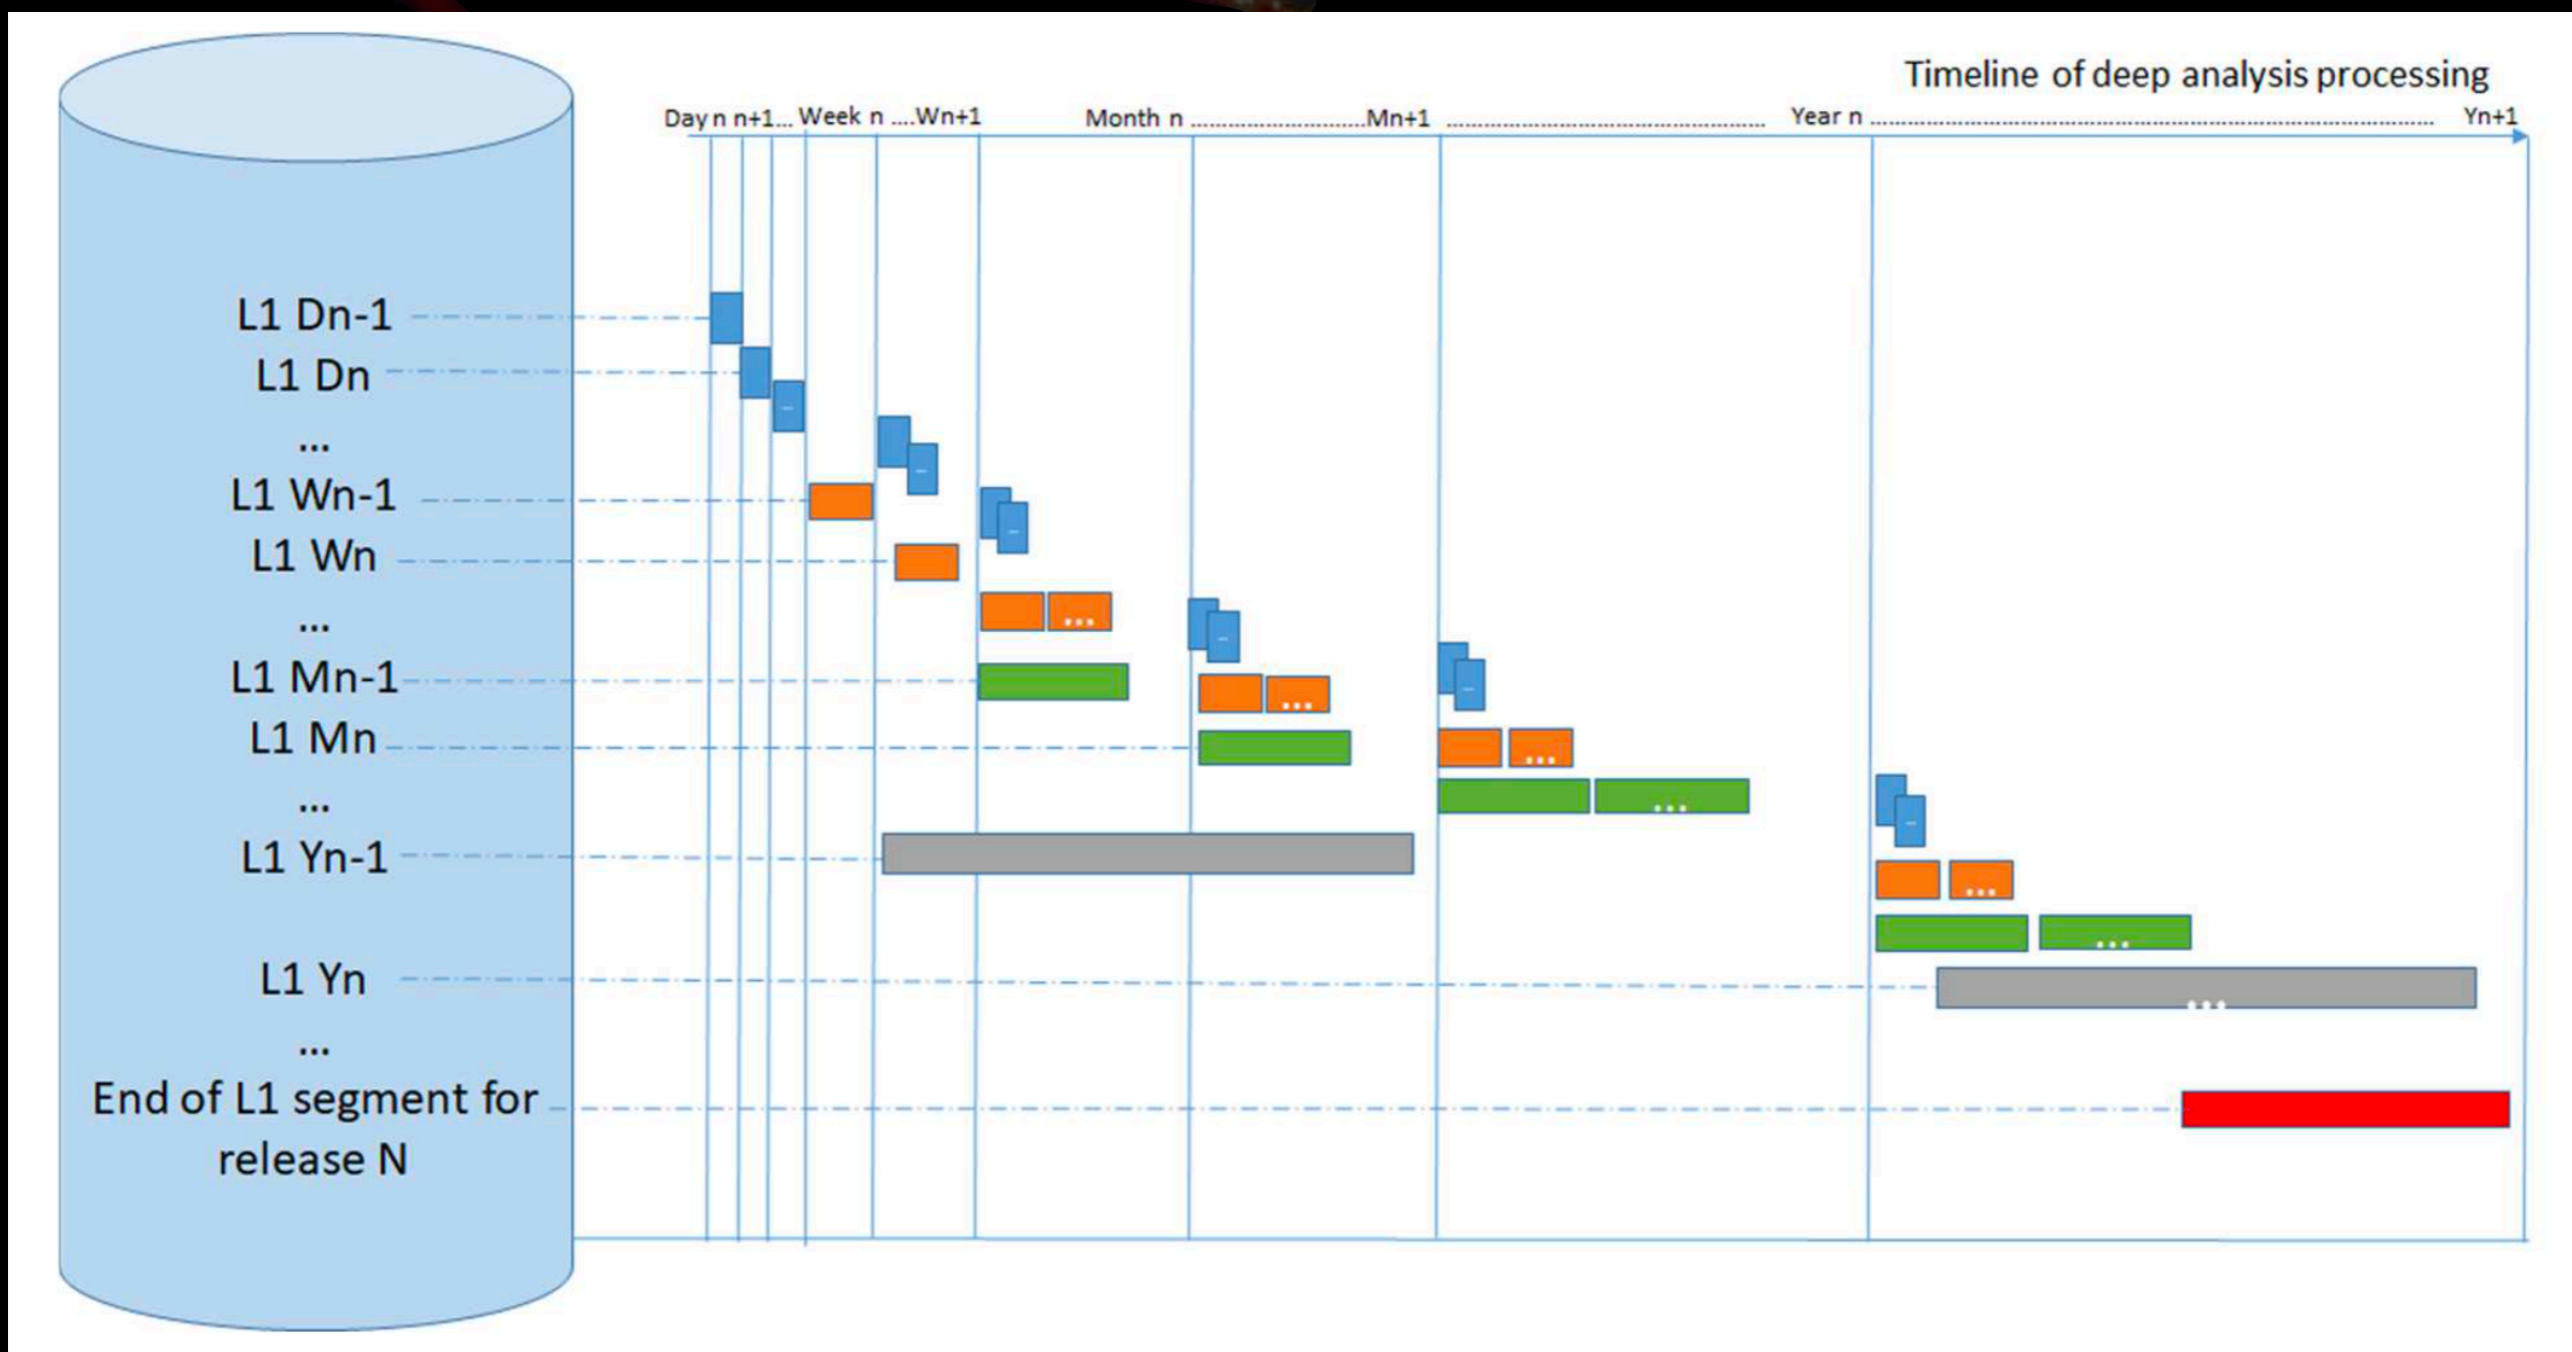 Timeline of deep analysis processing
Day n n+1... Week n ....Wn+1 Month n ..........................Mn+1 ................................................ Year n ................................................................................ Yn+1
L1 Dn-1
L1 Dn
...
L1 Wn-1
L1 Wn
...
L1 Mn-1
L1 Mn
...
L1 Yn-1
L1 Yn
...
End of L1 segment for
release N
...
...
...
...
...
...
...
...